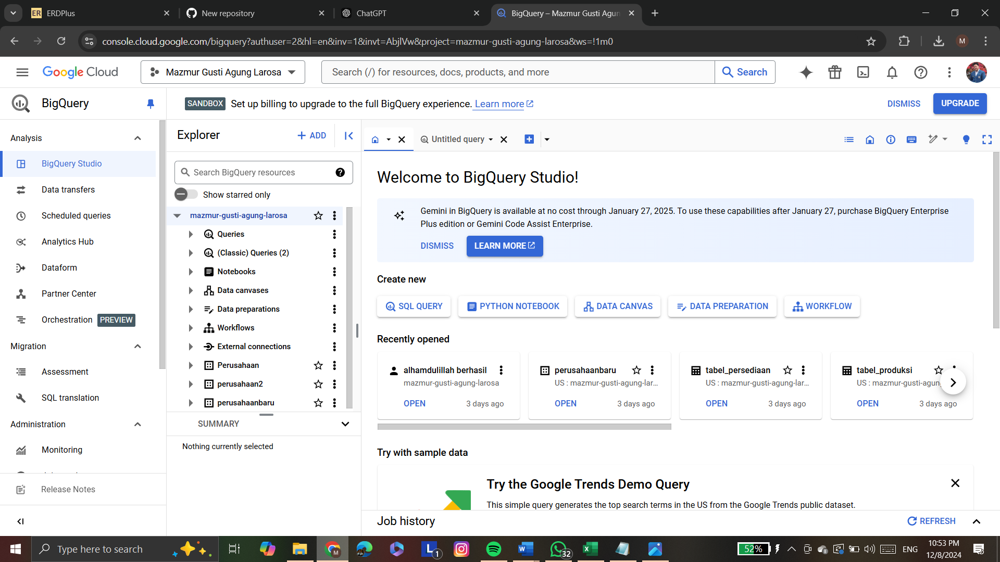 ERDPlus
New repository
ChatGPT
BigQuery – Mazmur Gusti Agun
console.cloud.google.com/bigquery?authuser=2&hl=en&inv=1&invt=AbjlVw&project=mazmur-gusti-agung-larosa&ws=!1m0
M
Google Cloud
Mazmur Gusti Agung Larosa
Search (/) for resources, docs, products, and more
Search
BigQuery
SANDBOX Set up billing to upgrade to the full BigQuery experience. Learn more
DISMISS
UPGRADE
Analysis
BigQuery Studio
Data transfers
Scheduled queries
Analytics Hub
Dataform
Partner Center
Orchestration PREVIEW
Migration
Assessment
SQL translation
Administration
Monitoring
Release Notes
Explorer
ADD
Search BigQuery resources
Show starred only
mazmur-gusti-agung-larosa
Queries
(Classic) Queries (2)
Notebooks
Data canvases
Data preparations
Workflows
External connections
Perusahaan
perusahaan2
perusahaanbaru
SUMMARY
Nothing currently selected
Untitled query
Welcome to BigQuery Studio!
Gemini in BigQuery is available at no cost through January 27, 2025. To use these capabilities after January 27, purchase BigQuery Enterprise
Plus edition or Gemini Code Assist Enterprise.
DISMISS
LEARN MORE
Create new
SQL QUERY
PYTHON NOTEBOOK
DATA CANVAS
DATA PREPARATION
WORKFLOW
Recently opened
alhamdulillah berhasil
mazmur-gusti-agung-larosa
OPEN
3 days ago
perusahaanbaru
US : mazmur-gusti-agung-lar...
OPEN
3 days ago
tabel_persediaan
US : mazmur-gusti-agung-lar...
OPEN
3 days ago
tabel_produksi
US : mazmur-gusti-agung
OPEN
3 days ago
Try with sample data
Try the Google Trends Demo Query
This simple query generates the top search terms in the US from the Google Trends public dataset.
Job history
REFRESH
Type here to search
M
1
32
52%
ENG
10:53 PM
12/8/2024